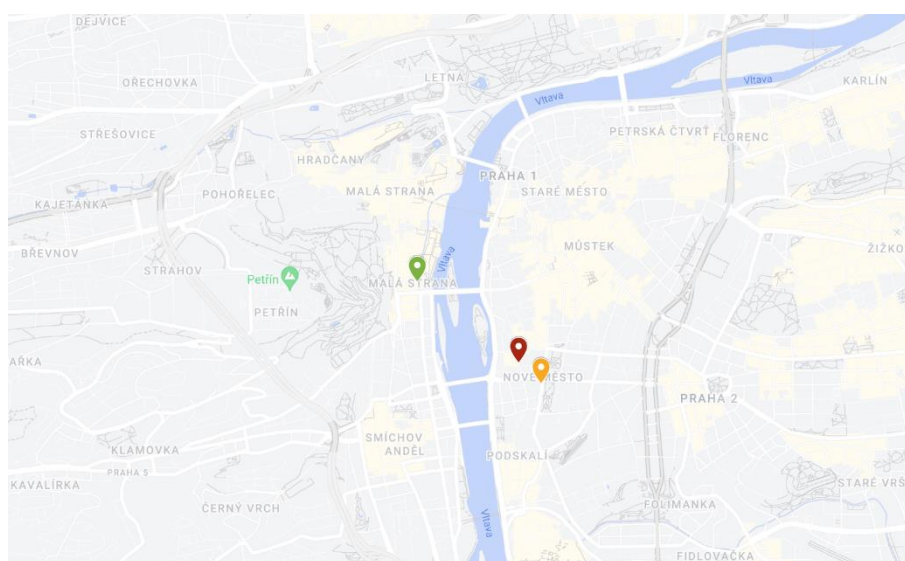 DEJVICE
LETNÁ
Vltava
KARLÍN
OŘECHOVKA
Vltava
STŘEŠOVICE
PETRSKÁ ČTVRŤ
FLORENC
HRADČANY
PRAHA 1
MALÁ STRANA
STARÉ MĚSTO
POHOŘELEC
KAJETÁNKA
BŘEVNOV
MŮSTEK
ŽIŽKO
Vltava
STRAHOV
Petřín
MALÁ STRANA
PETŘÍN
AŘKA
NOVÉ MĚSTO
PRAHA 2
SMÍCHOV
ANDĚL
KLAMOVKA
PODSKALÍ
PRAHA 5
KAVALÍRKA
STARÉ VRŠ
ČERNÝ VRCH
FOLIMANKA
Vltava
FIDLOVAČKA